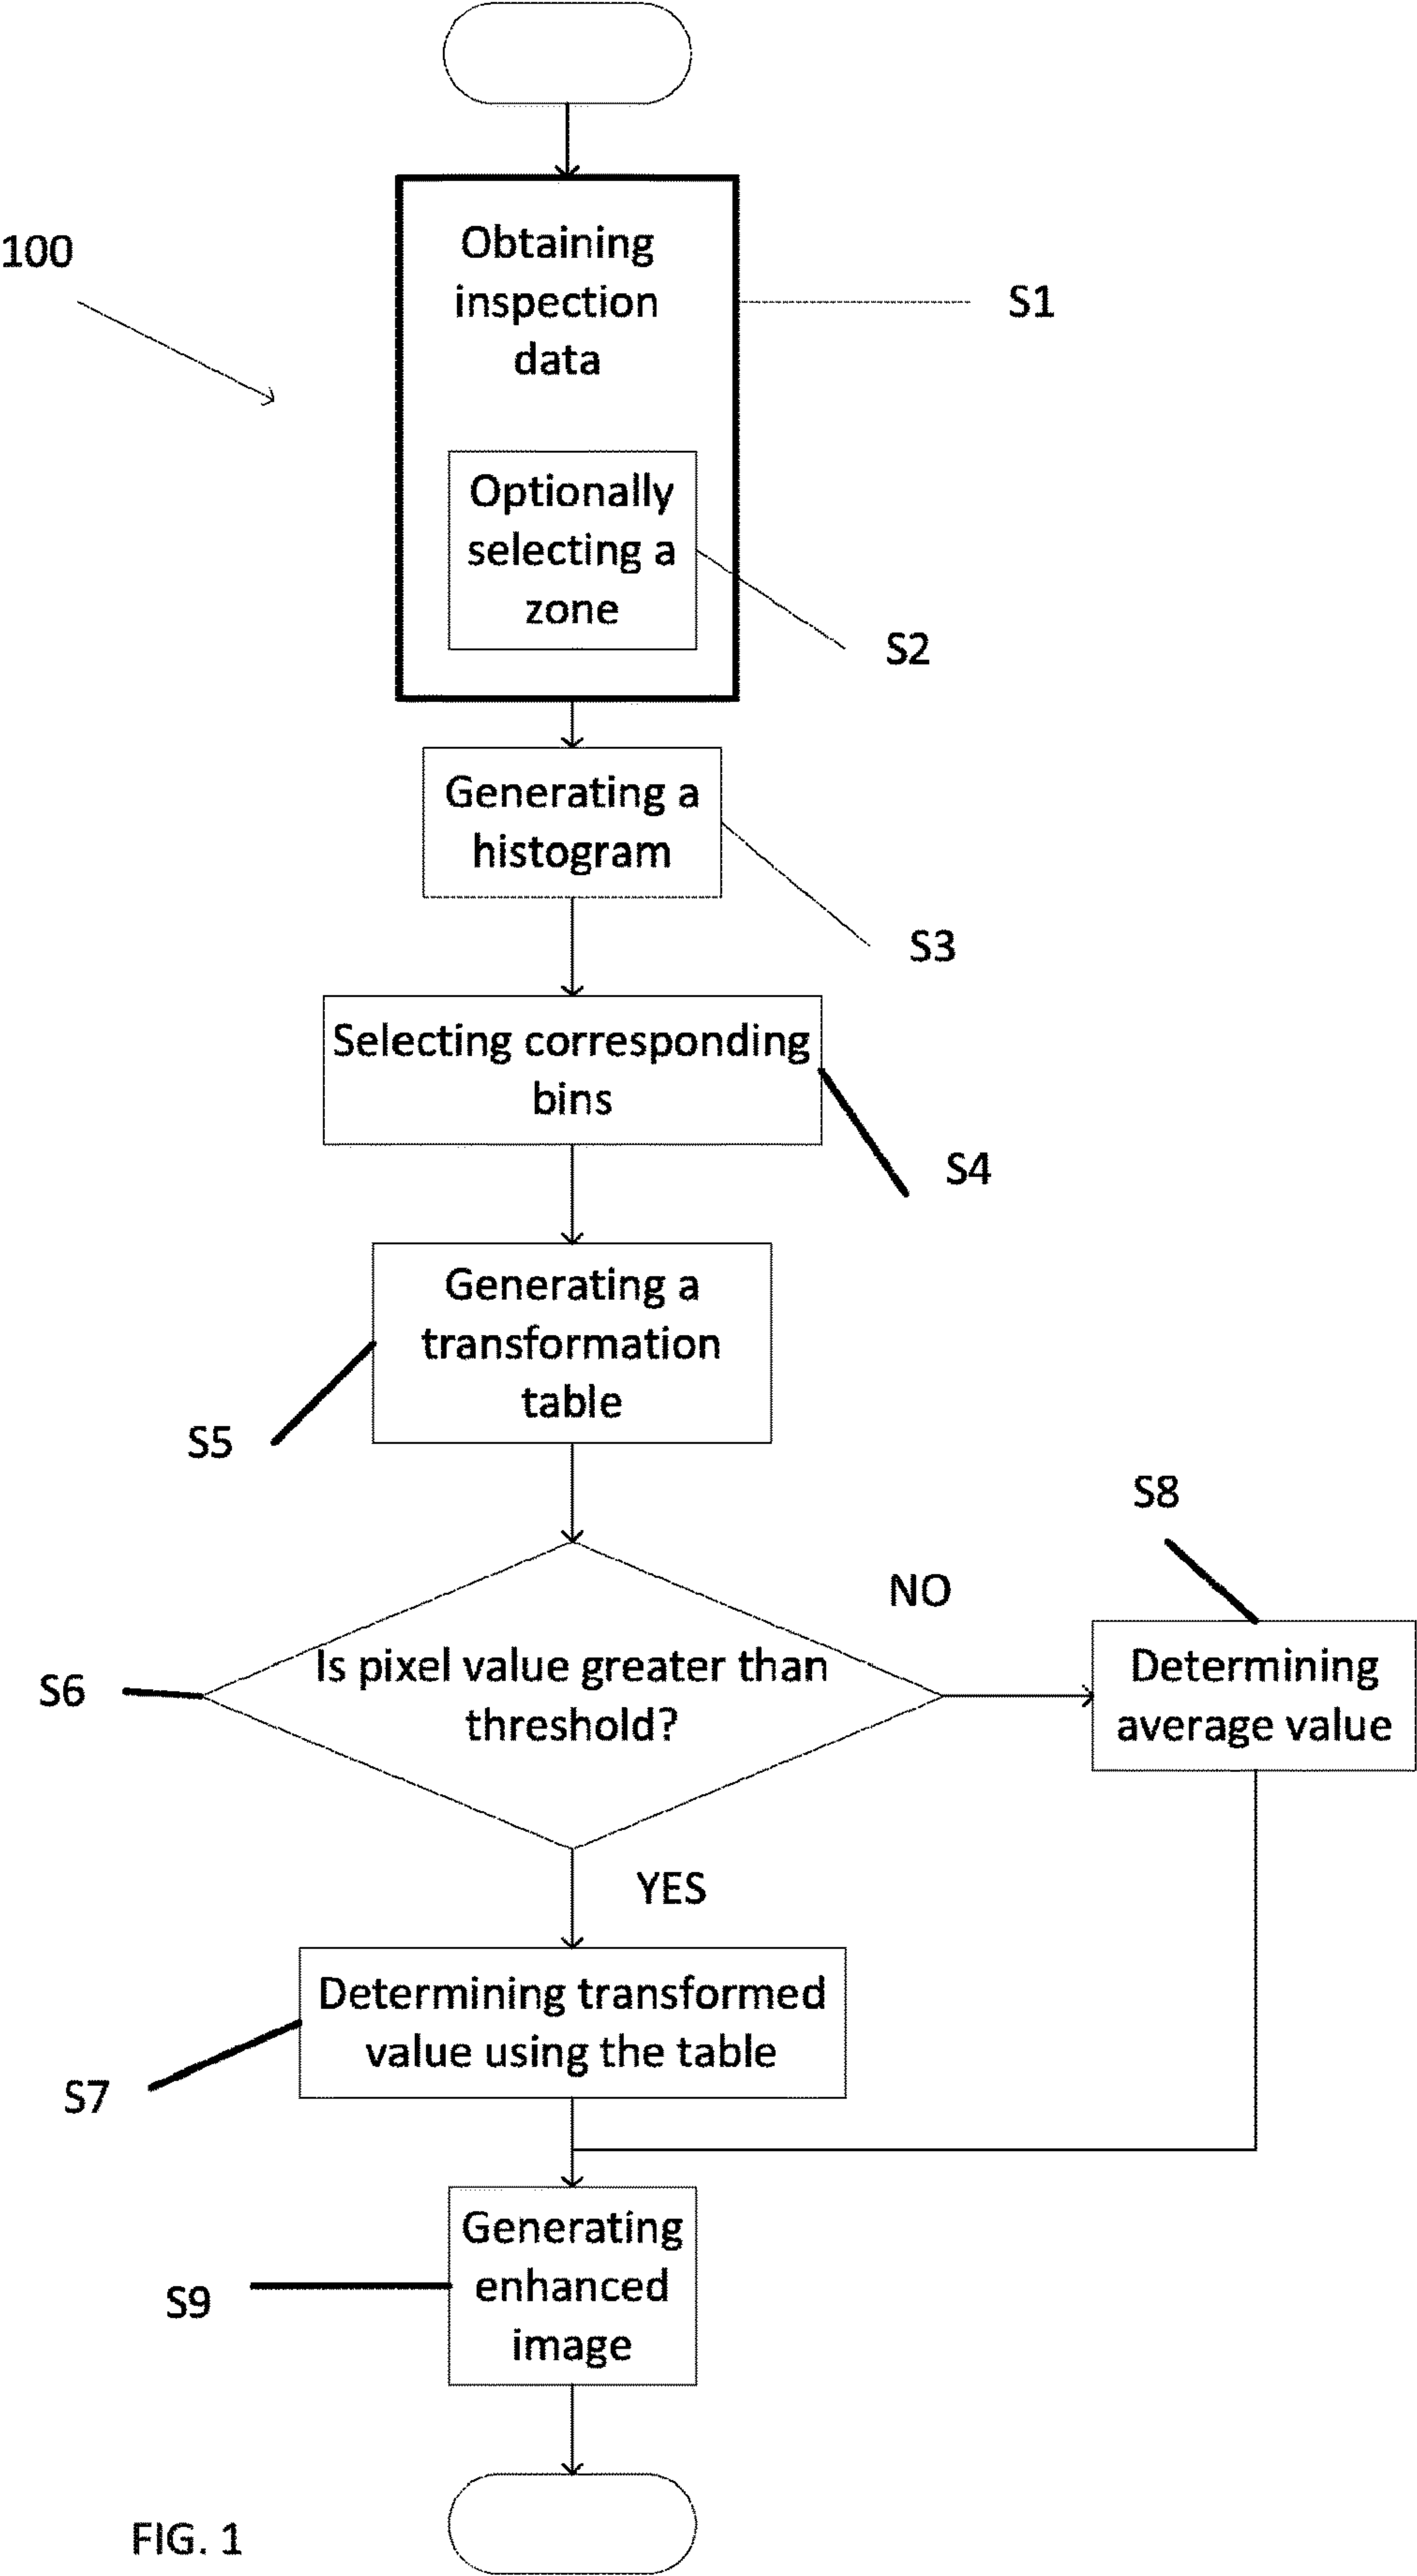 100
Obtaining
inspection
data
S1
Optionally
selecting a
zone
S2
Generating a
histogram
S3
Selecting corresponding
bins
S4
Generating a
transformation
table
S5
S8
NO
Is pixel value greater than
threshold?
S6
Determining
average value
YES
Determining transformed
value using the table
S7
Generating
enhanced
image
S9
FIG. 1